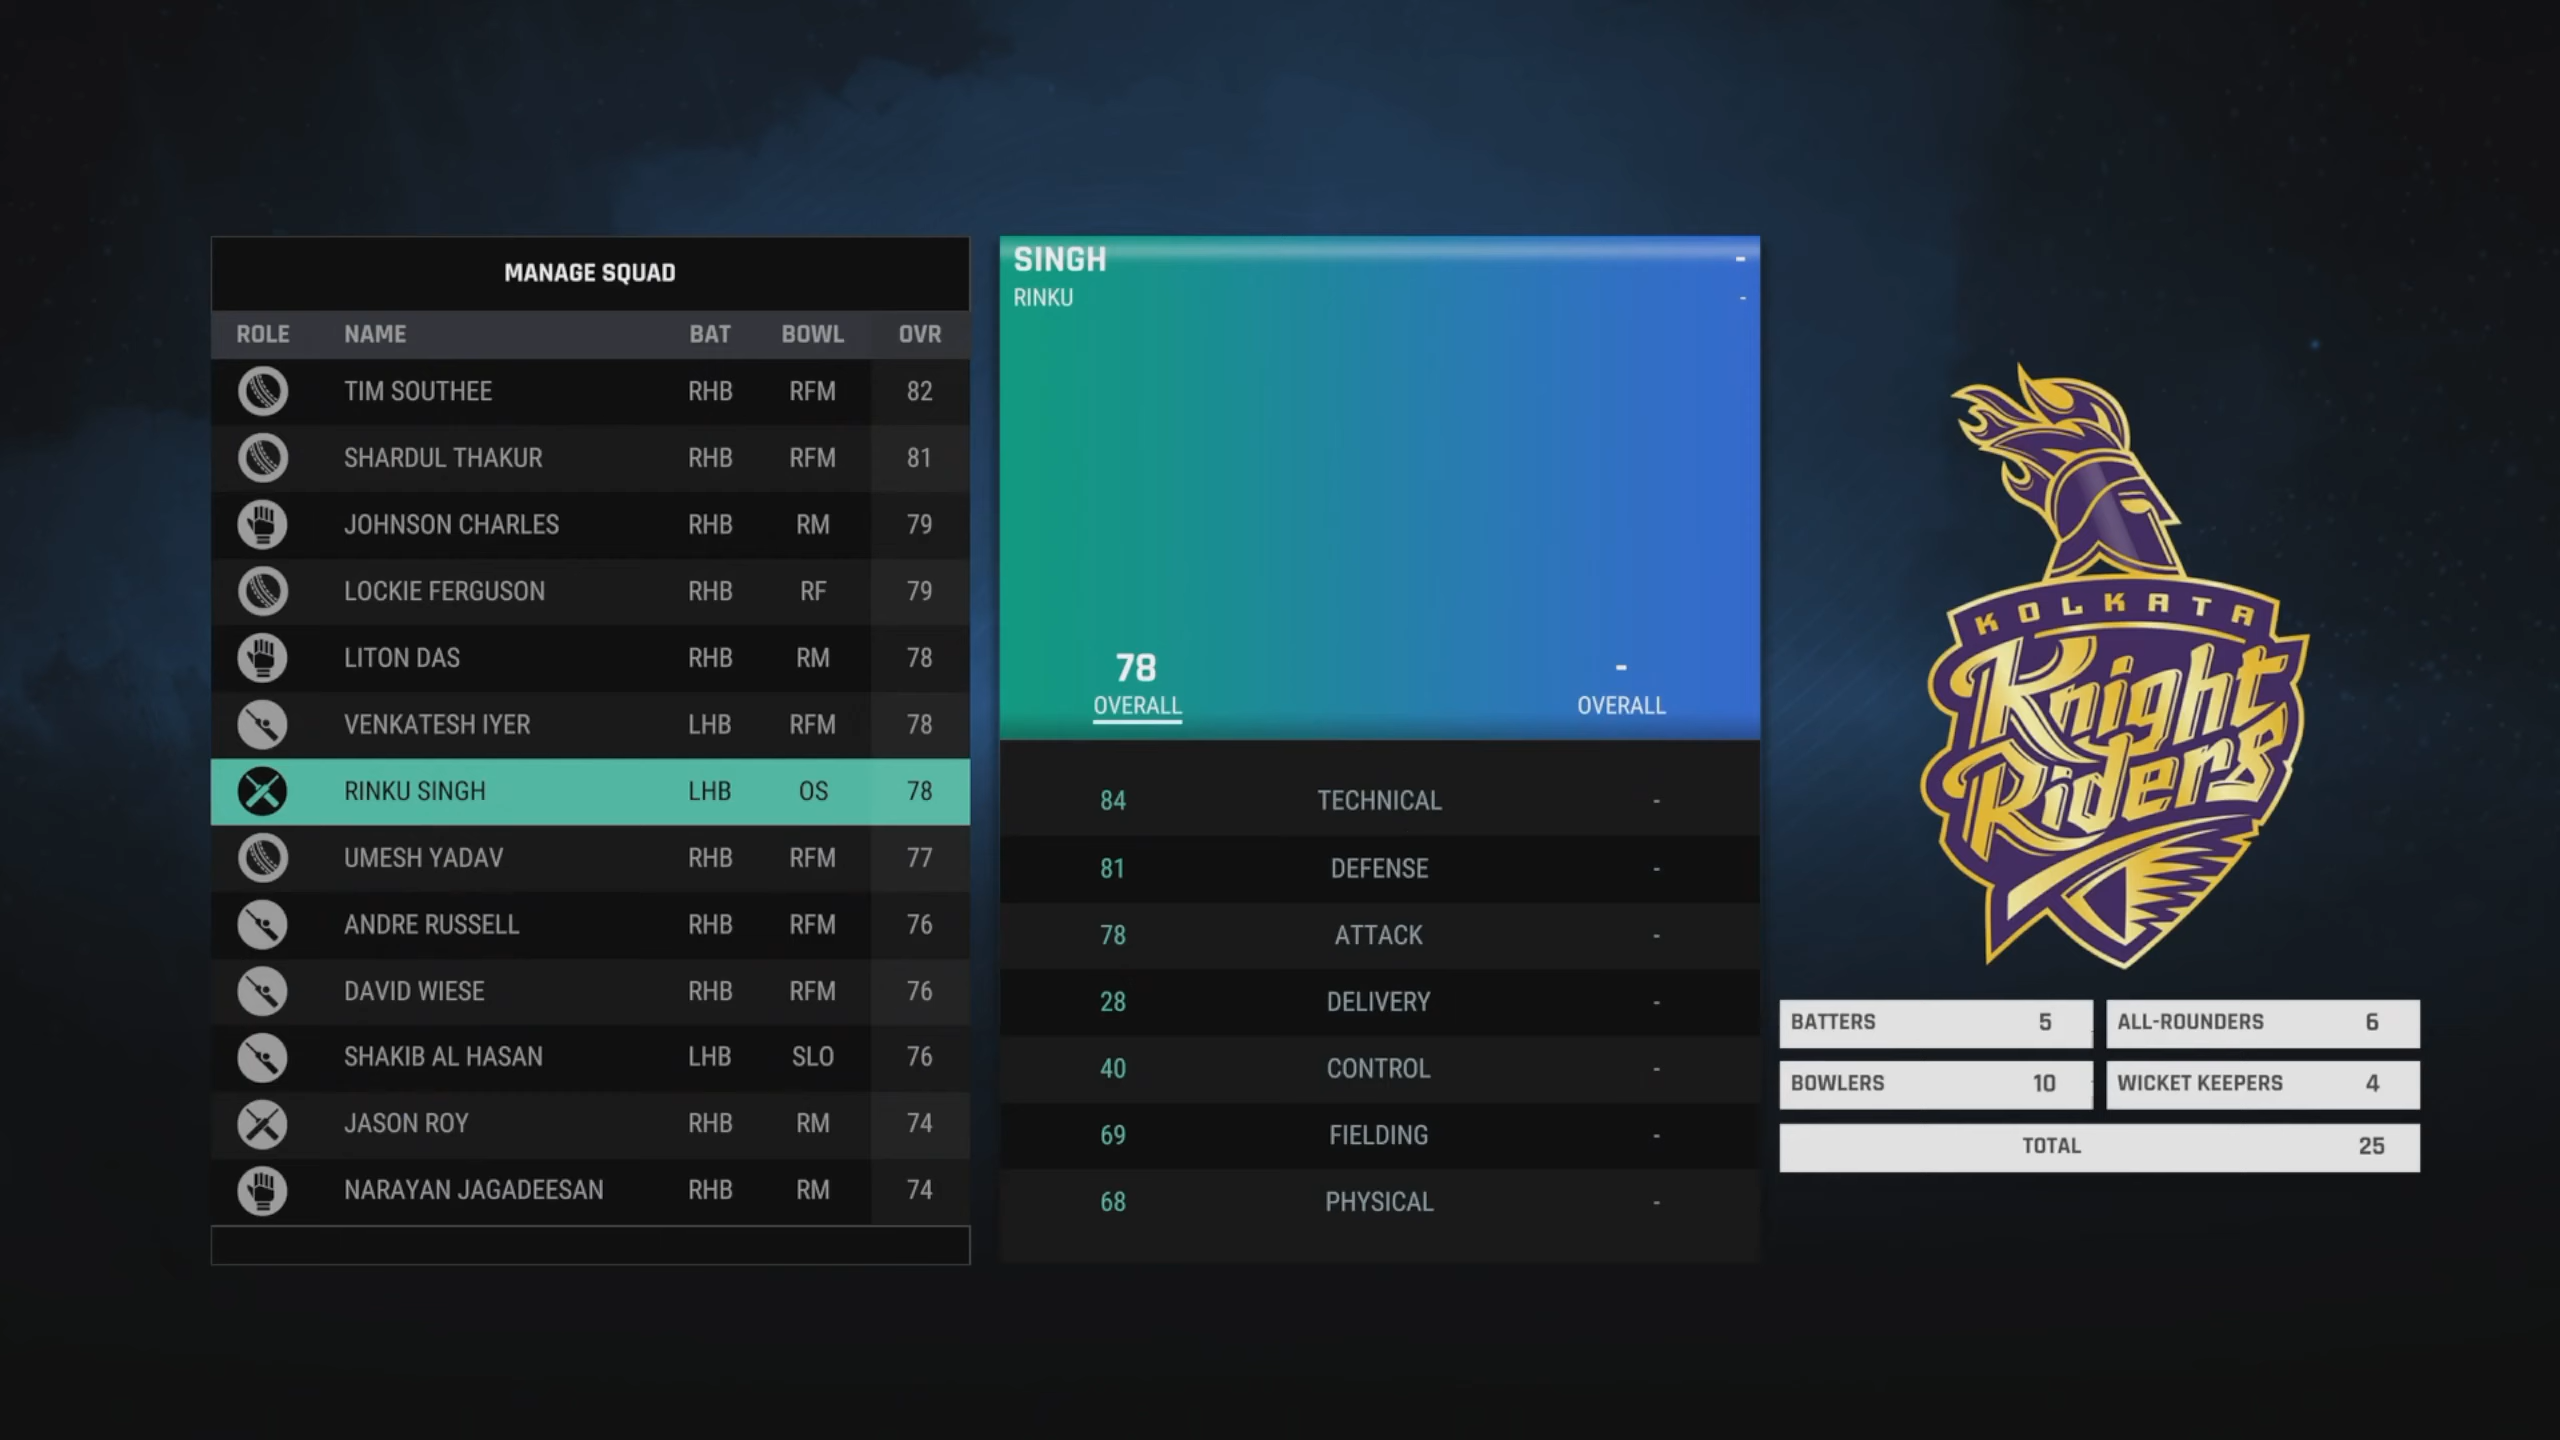 MANAGE SQUAD
ROLE NAME BAT BOWL OVR
TIM SOUTHEE RHB RFM 82
SHARDUL THAKUR RHB RFM 81
JOHNSON CHARLES RHB RM 79
LOCKIE FERGUSON RHB RF 79
LITON DAS RHB RM 78
VENKATESH IYER LHB RFM 78
RINKU SINGH LHB OS 78
UMESH YADAV RHB RFM 77
ANDRE RUSSELL RHB RFM 76
DAVID WIESE RHB RFM 76
SHAKIB AL HASAN LHB SLO 76
JASON ROY RHB RM 74
NARAYAN JAGADEESAN RHB RM 74
SINGH -
RINKU -
78 -
OVERALL OVERALL
84 TECHNICAL -
81 DEFENSE -
78 ATTACK -
28 DELIVERY -
40 CONTROL -
69 FIELDING -
68 PHYSICAL -
KOLKATA
Knight
Riders
BATTERS 5 ALL-ROUNDERS 6
BOWLERS 10 WICKET KEEPERS 4
TOTAL 25